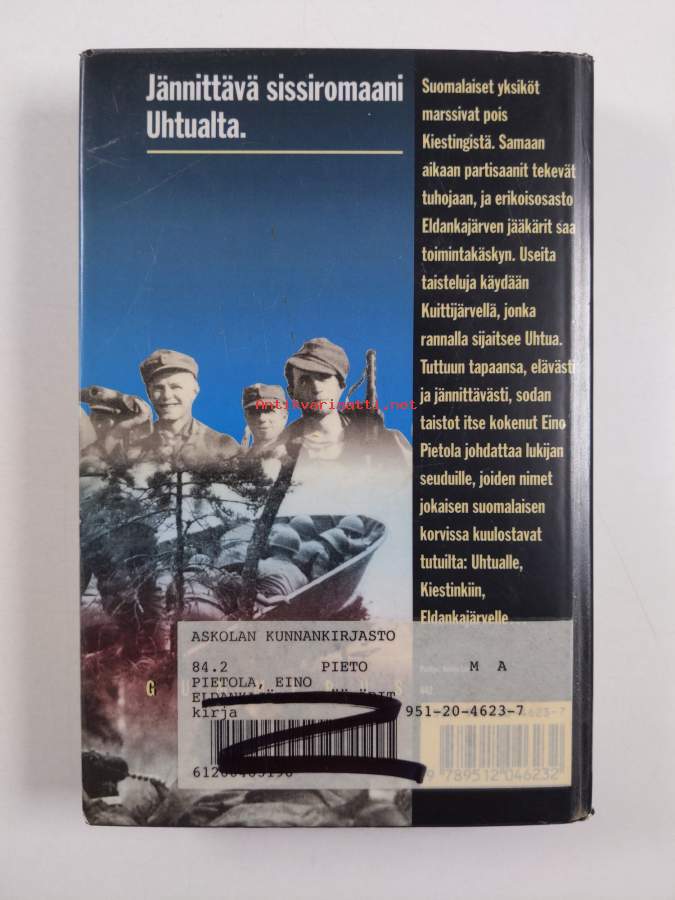 Jännittävä sissiromaani
Uhtualta.
Suomalaiset yksiköt
marssivat pois
Kiestingistä. Samaan
aikaan partisaanit tekevät
tuhojaan, ja erikoisosasto
Eldankajärven jääkärit saa
toimintakäskyn. Useita
taisteluja käydään
Kuittijärvellä, jonka
rannalla sijaitsee Uhtua.
Tuttuun tapaansa, elävästi
ja jännittävästi, sodan
taistot itse kokenut Eino
Pietola johdattaa lukijan
seuduille, joiden nimet
jokaisen suomalaisen
korvissa kuulostavat
tutuilta: Uhtualle,
Kiestinkiin,
Eldankajärvelle
Antikvariaatti.net
ASKOLAN KUNNANKIRJASTO
84.2 PIETO M A
PIETOLA, EINO
kirja 951-20-4623-7
9 789512 046232